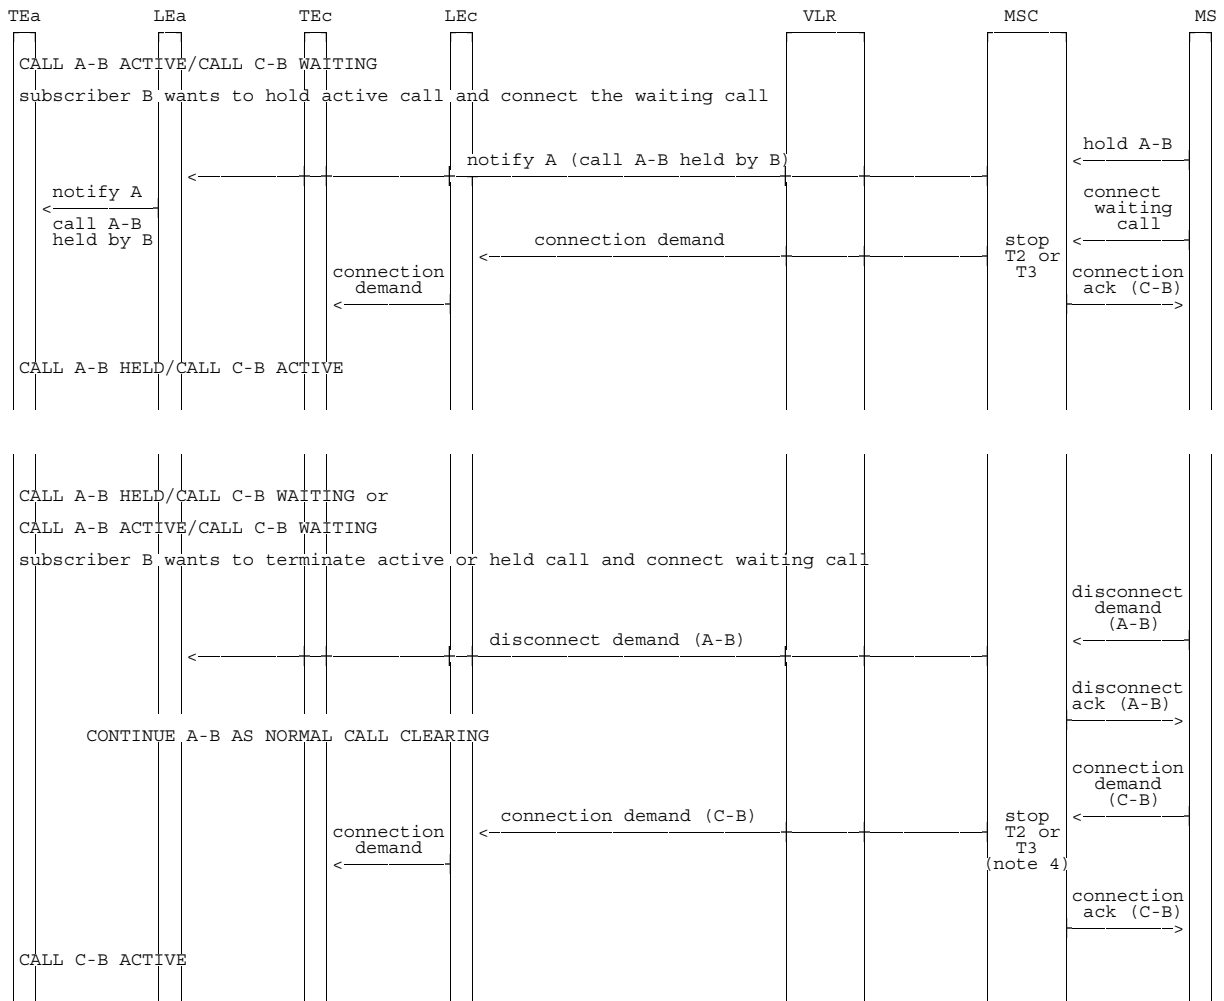 TEa LEa TEc LEc VLR MSC MS
CALL A-B ACTIVE/CALL C-B WAITING
subscriber B wants to hold active call and connect the waiting call
hold A-B
notify A (call A-B held by B)
notify A
call A-B
held by B
connect
waiting
call
connection demand
stop
T2 or
T3
connection
demand
connection
ack (C-B)
CALL A-B HELD/CALL C-B ACTIVE
CALL A-B HELD/CALL C-B WAITING or
CALL A-B ACTIVE/CALL C-B WAITING
subscriber B wants to terminate active or held call and connect waiting call
disconnect
demand
(A-B)
disconnect demand (A-B)
disconnect
ack (A-B)
CONTINUE A-B AS NORMAL CALL CLEARING
connection
demand
(C-B)
connection demand (C-B)
stop
T2 or
T3
(note 4)
connection
demand
connection
ack (C-B)
CALL C-B ACTIVE